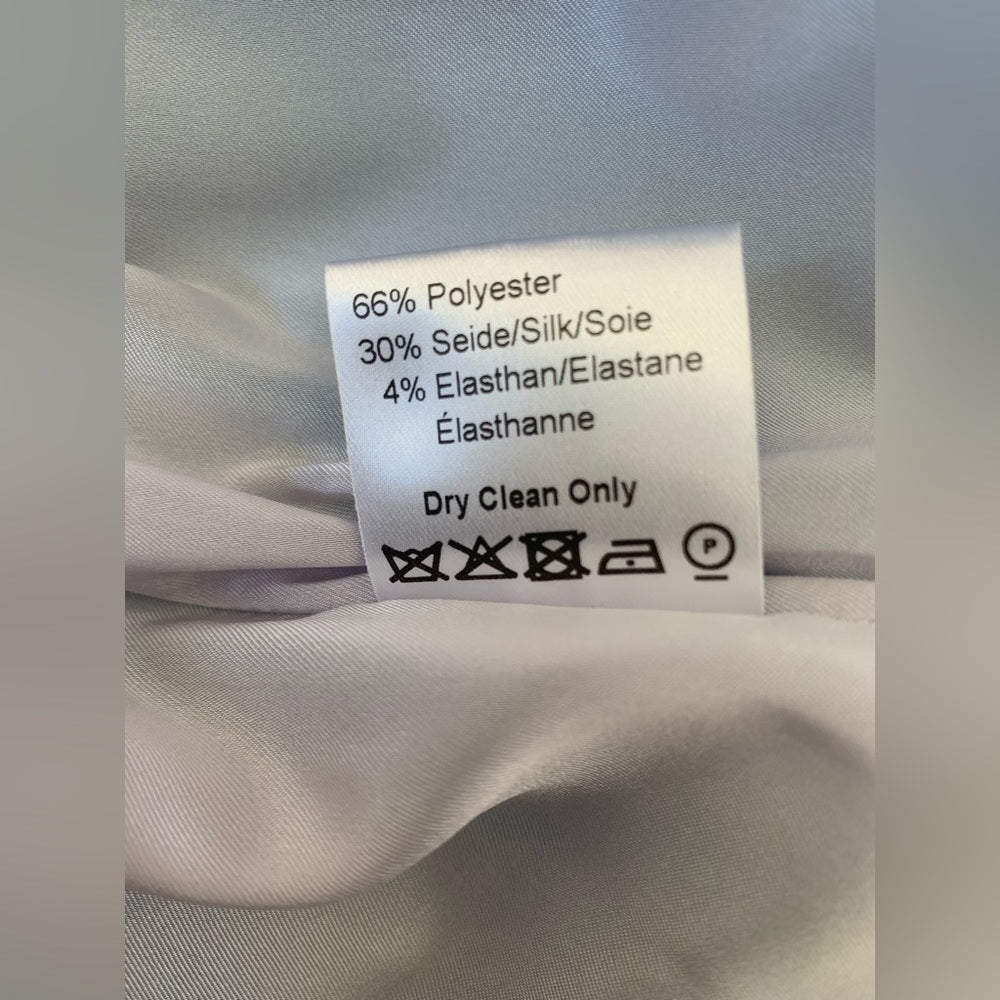 66% Polyester
30% Seide/Silk/Soie
4% Elasthan/Elastane
Élasthanne
Dry Clean Only
P